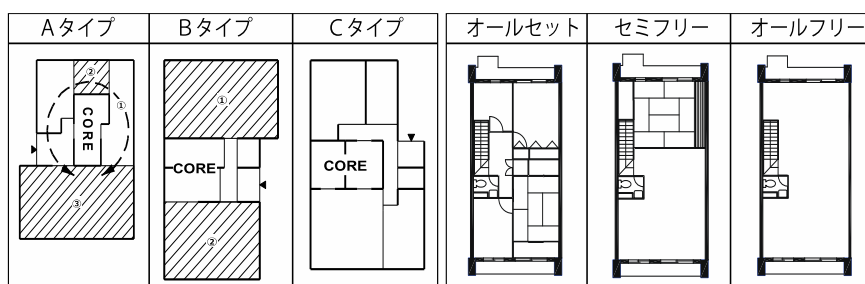 Aタイプ
Bタイプ
Cタイプ
オールセット
セミフリー
オールフリー
②
①
CORE
③
①
CORE
②
CORE